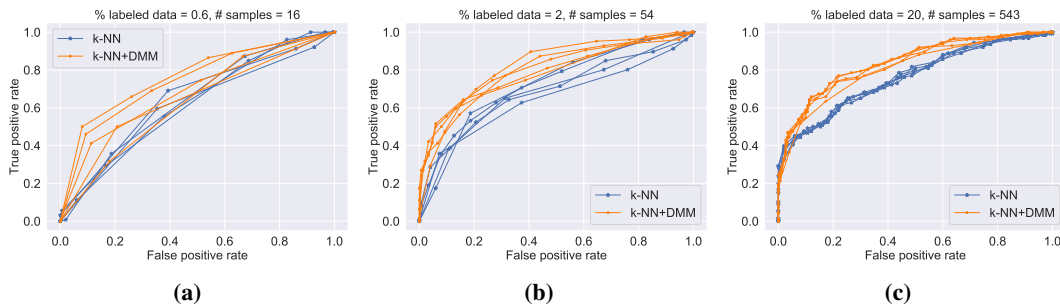 % labeled data = 0.6, # samples = 16
1.0
0.8
0.6
0.4
0.2
0.0
True positive rate
0.0 0.2 0.4 0.6 0.8 1.0
False positive rate
k-NN
k-NN+DMM
(a)
% labeled data = 2, # samples = 54
1.0
0.8
0.6
0.4
0.2
0.0
True positive rate
0.0 0.2 0.4 0.6 0.8 1.0
False positive rate
k-NN
k-NN+DMM
(b)
% labeled data = 20, # samples = 543
1.0
0.8
0.6
0.4
0.2
0.0
True positive rate
0.0 0.2 0.4 0.6 0.8 1.0
False positive rate
k-NN
k-NN+DMM
(c)